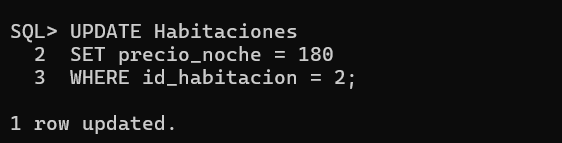 SQL> UPDATE Habitaciones
  2  SET precio_noche = 180
  3  WHERE id_habitacion = 2;
1 row updated.